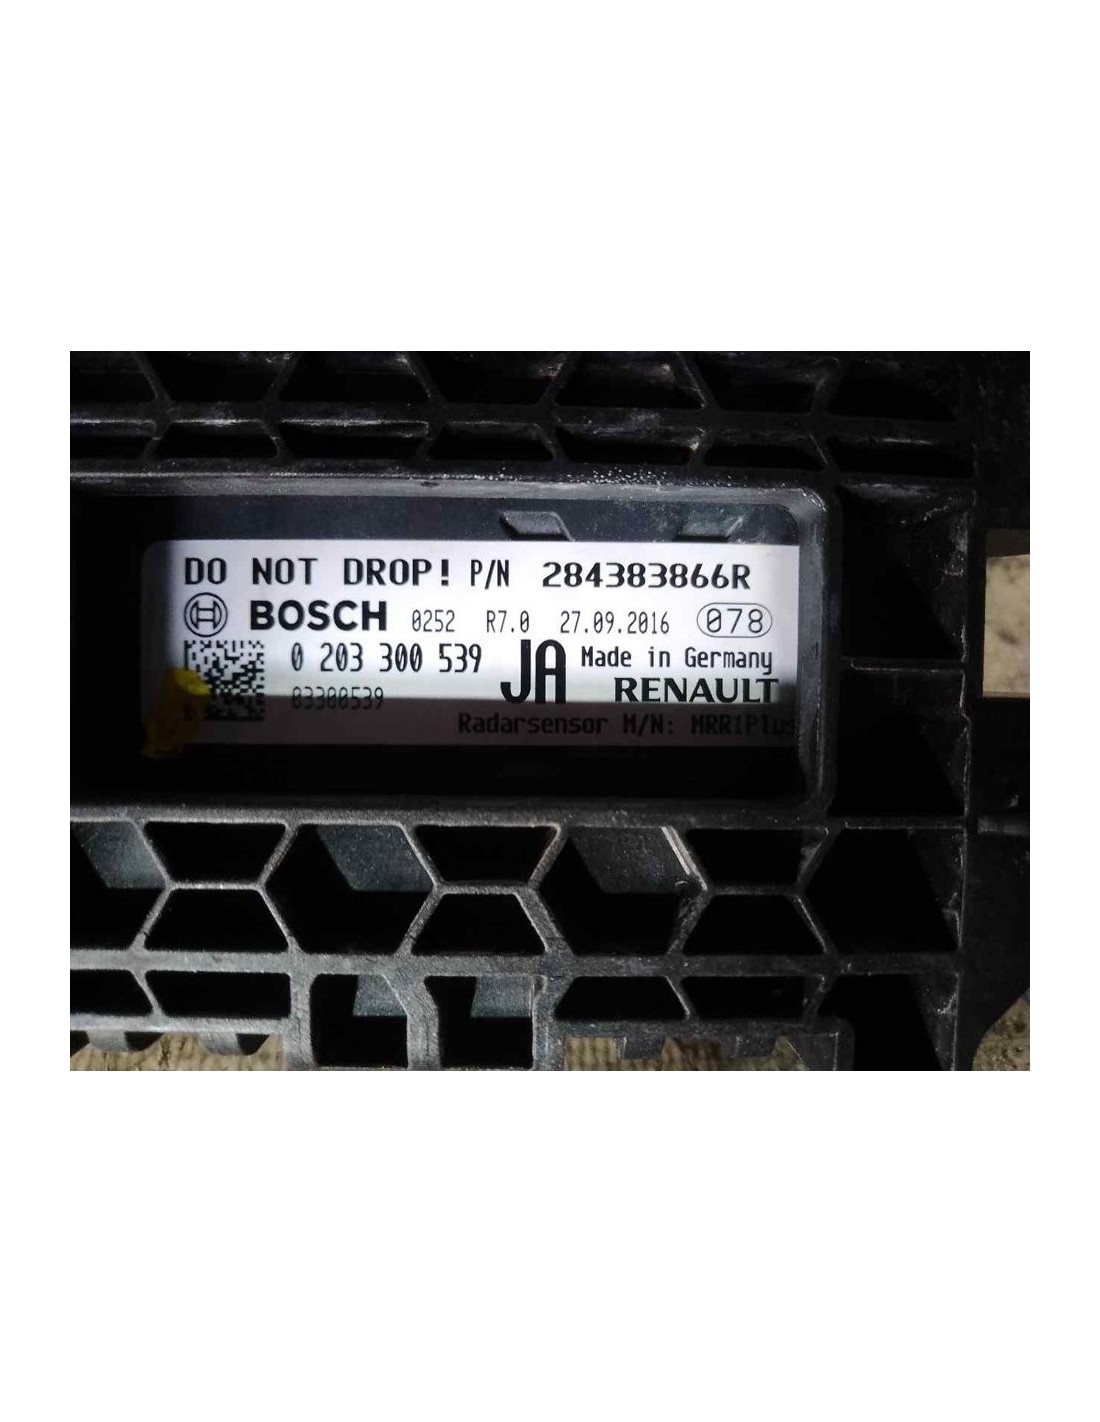 DO NOT DROP! P/N 284383866R
BOSCH 0252 R7.0 27.09.2016 078
0 203 300 539 JA Made in Germany
03300539 RENAULT
Radarsensor M/N: MRR1Plus